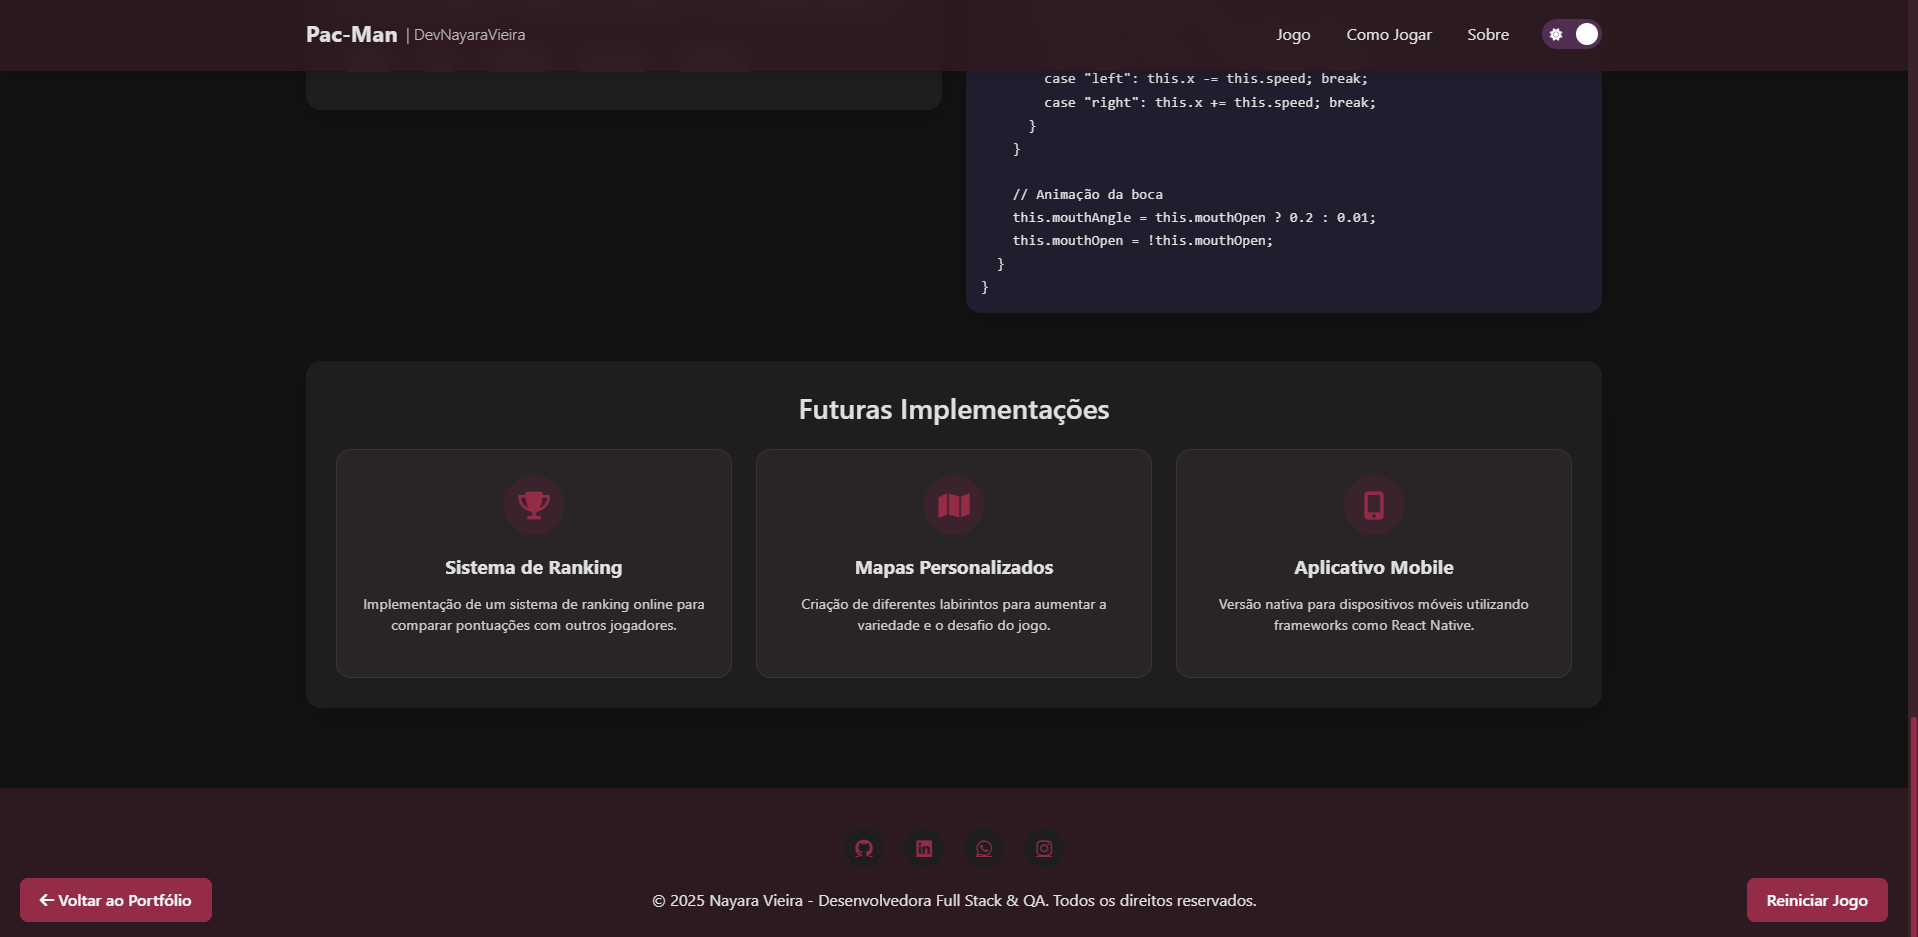 Pac-Man | DevNayaraVieira
Jogo
Como Jogar
Sobre
case "left": this.x -= this.speed; break;
case "right": this.x += this.speed; break;
}
}
// Animação da boca
this.mouthAngle = this.mouthOpen ? 0.2 : 0.01;
this.mouthOpen = !this.mouthOpen;
}
}
Futuras Implementações
Sistema de Ranking
Implementação de um sistema de ranking online para
comparar pontuações com outros jogadores.
Mapas Personalizados
Criação de diferentes labirintos para aumentar a
variedade e o desafio do jogo.
Aplicativo Mobile
Versão nativa para dispositivos móveis utilizando
frameworks como React Native.
Voltar ao Portfólio
© 2025 Nayara Vieira - Desenvolvedora Full Stack & QA. Todos os direitos reservados.
Reiniciar Jogo